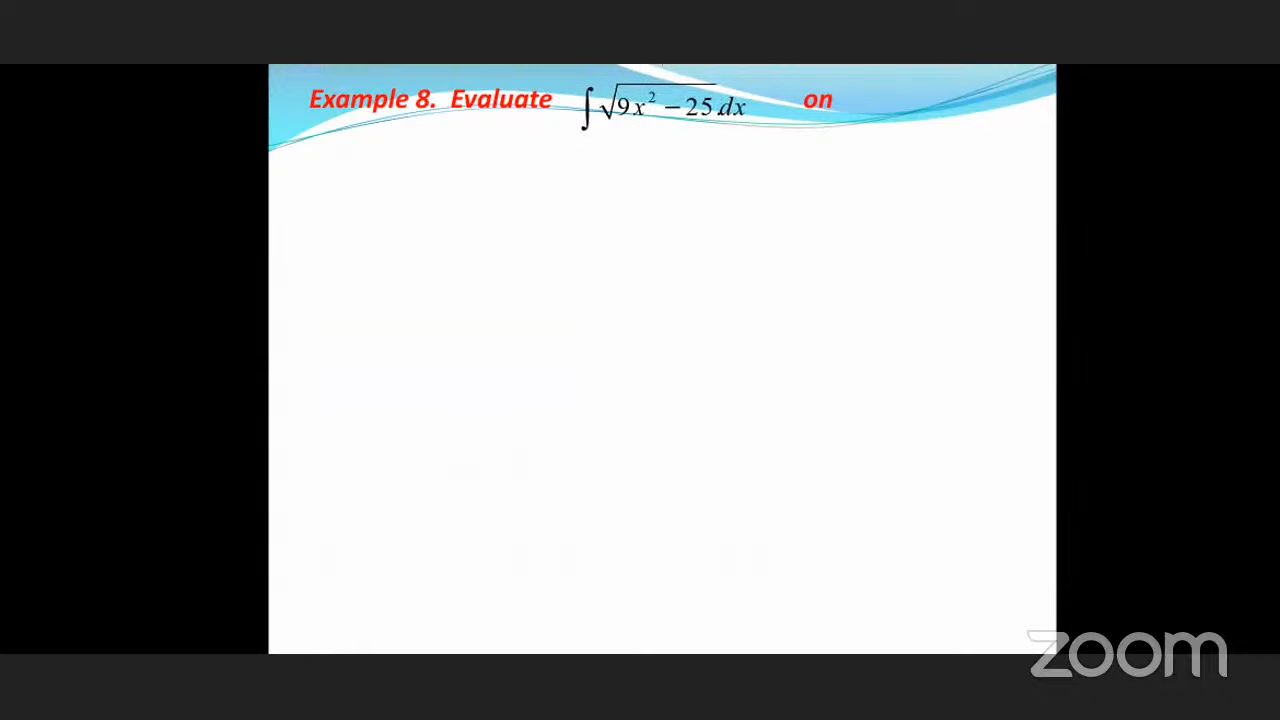 Example 8. Evaluate ∫√9x² − 25 dx on
zoom